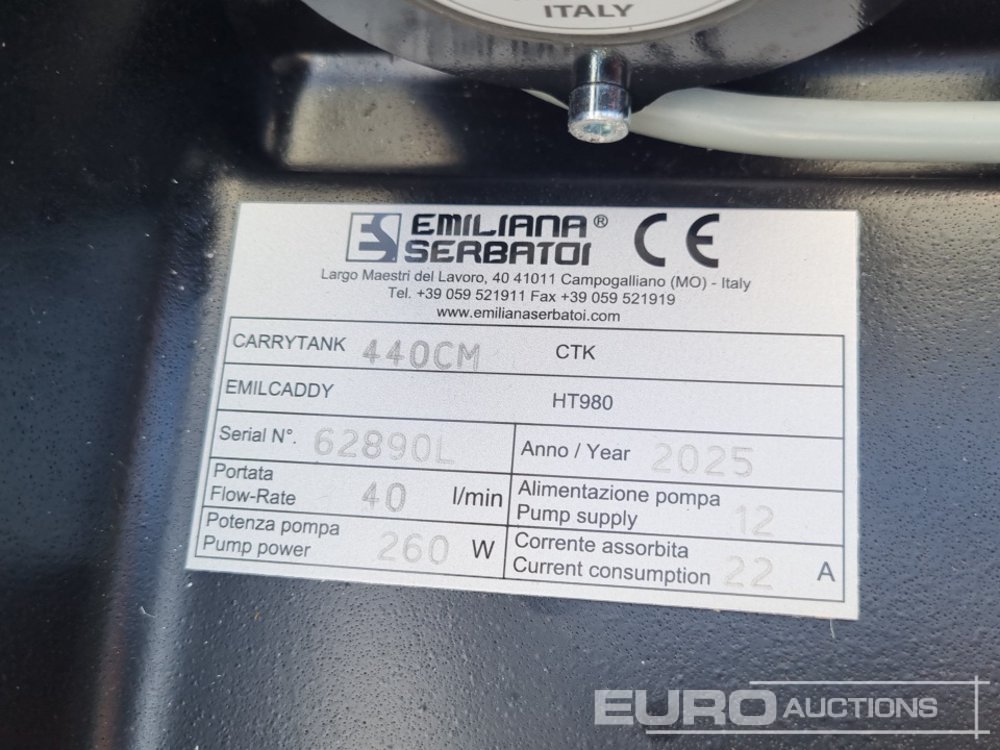 ITALY
ES EMILIANA® SERBATOI CE
Largo Maestri del Lavoro, 40 41011 Campogalliano (MO) - Italy
Tel. +39 059 521911 Fax +39 059 521919
www.emilianaserbatoi.com
CARRYTANK 440CM CTK
EMILCADDY HT980
Serial N°. 62890L Anno / Year 2025
Portata
Flow-Rate 40 l/min
Alimentazione pompa
Pump supply 12
Potenza pompa
Pump power 260 W
Corrente assorbita
Current consumption 22 A
EURO AUCTIONS